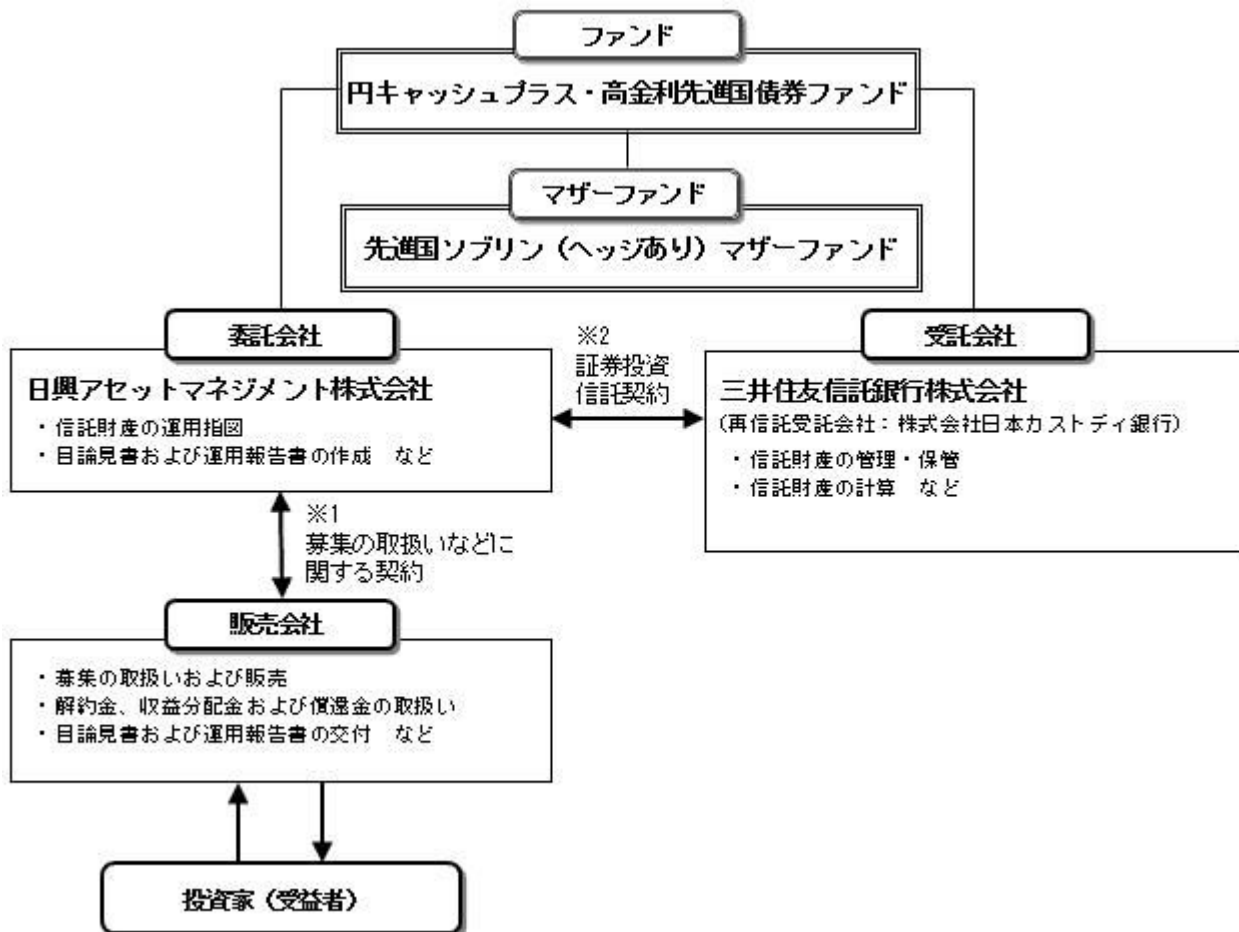 ファンド
円キャッシュプラス・高金利先進国債券ファンド
マザーファンド
先進国ソブリン（ヘッジあり）マザーファンド
委託会社
日興アセットマネジメント株式会社
・信託財産の運用指図
・目論見書および運用報告書の作成　など
※2
証券投資
信託契約
受託会社
三井住友信託銀行株式会社
（再信託受託会社：株式会社日本カストディ銀行）
・信託財産の管理・保管
・信託財産の計算　など
※1
募集の取扱いなどに
関する契約
販売会社
・募集の取扱いおよび販売
・解約金、収益分配金および償還金の取扱い
・目論見書および運用報告書の交付　など
投資家（受益者）